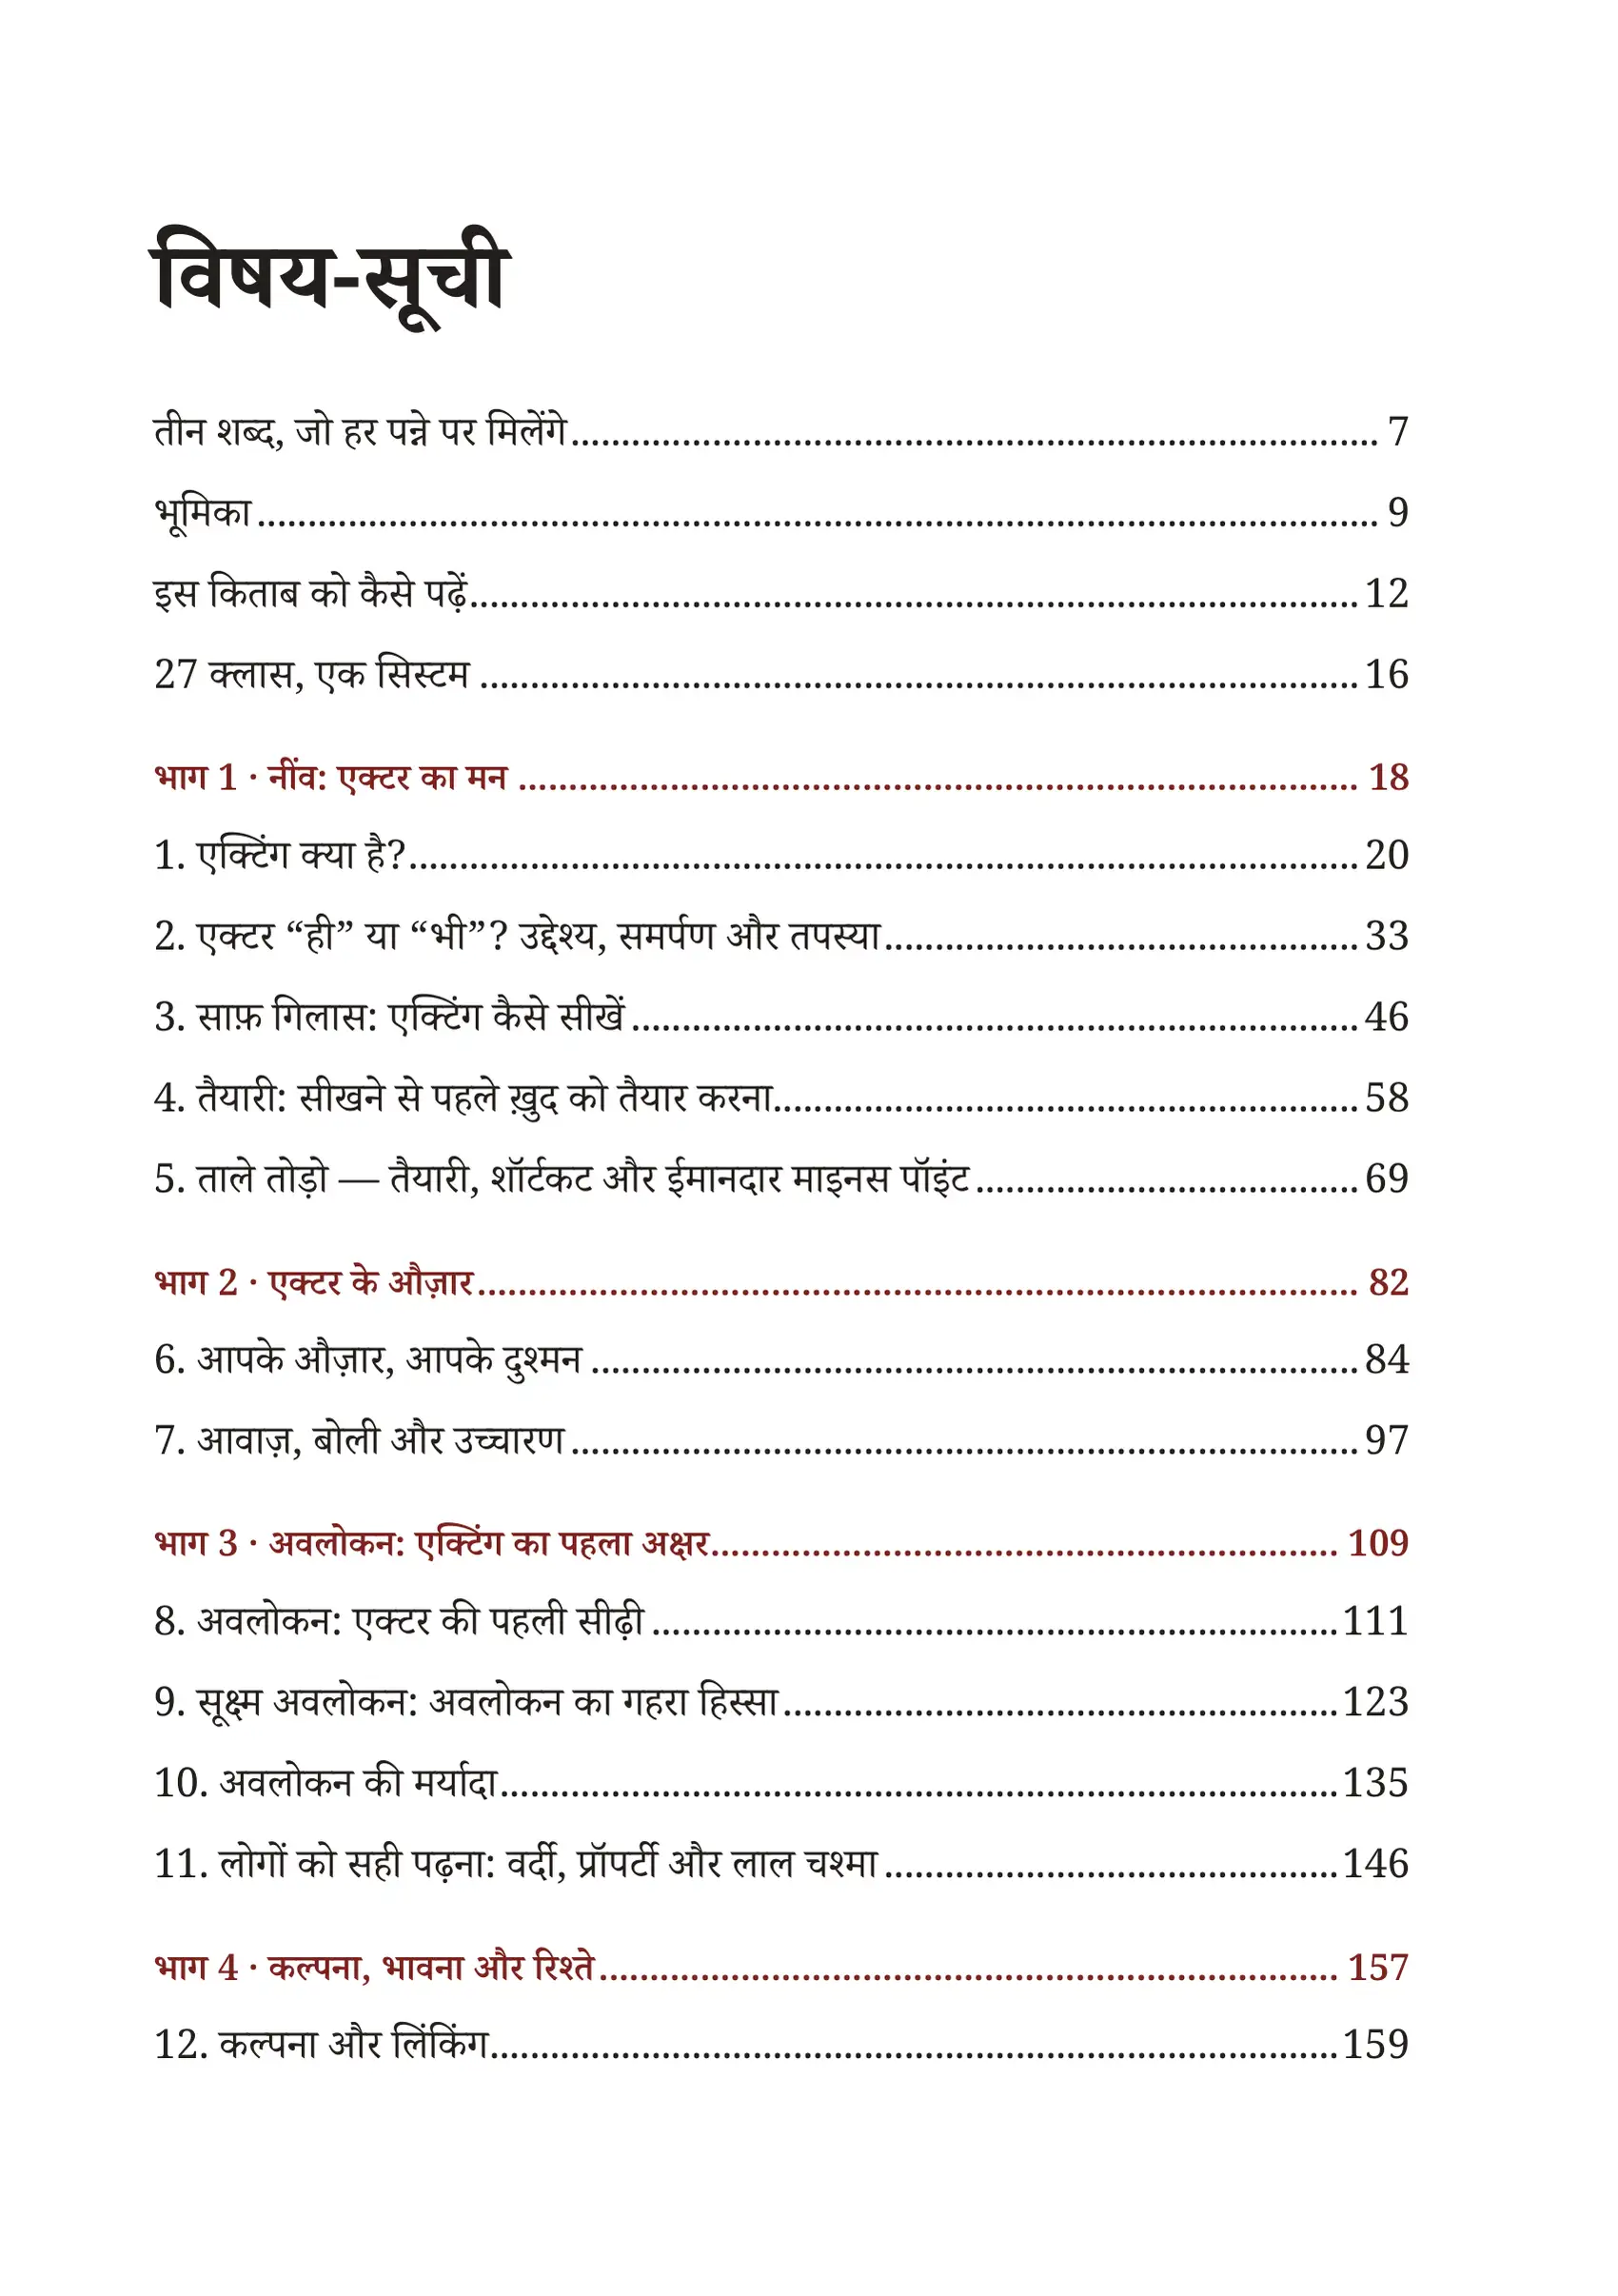 विषय-सूची
तीन शब्द, जो हर पन्ने पर मिलेंगे........................................ 7
भूमिका........................................ 9
इस किताब को कैसे पढ़ें........................................ 12
27 क्लास, एक सिस्टम ........................................ 16
भाग 1 · नींव: एक्टर का मन ........................................ 18
1. एक्टिंग क्या है?........................................ 20
2. एक्टर “ही” या “भी”? उद्देश्य, समर्पण और तपस्या........................................ 33
3. साफ़ गिलास: एक्टिंग कैसे सीखें ........................................ 46
4. तैयारी: सीखने से पहले ख़ुद को तैयार करना........................................ 58
5. ताले तोड़ो — तैयारी, शॉर्टकट और ईमानदार माइनस पॉइंट ........................................ 69
भाग 2 · एक्टर के औज़ार........................................ 82
6. आपके औज़ार, आपके दुश्मन ........................................ 84
7. आवाज़, बोली और उच्चारण ........................................ 97
भाग 3 · अवलोकन: एक्टिंग का पहला अक्षर........................................ 109
8. अवलोकन: एक्टर की पहली सीढ़ी ........................................ 111
9. सूक्ष्म अवलोकन: अवलोकन का गहरा हिस्सा........................................ 123
10. अवलोकन की मर्यादा........................................ 135
11. लोगों को सही पढ़ना: वर्दी, प्रॉपर्टी और लाल चश्मा ........................................ 146
भाग 4 · कल्पना, भावना और रिश्ते........................................ 157
12. कल्पना और लिंकिंग........................................ 159